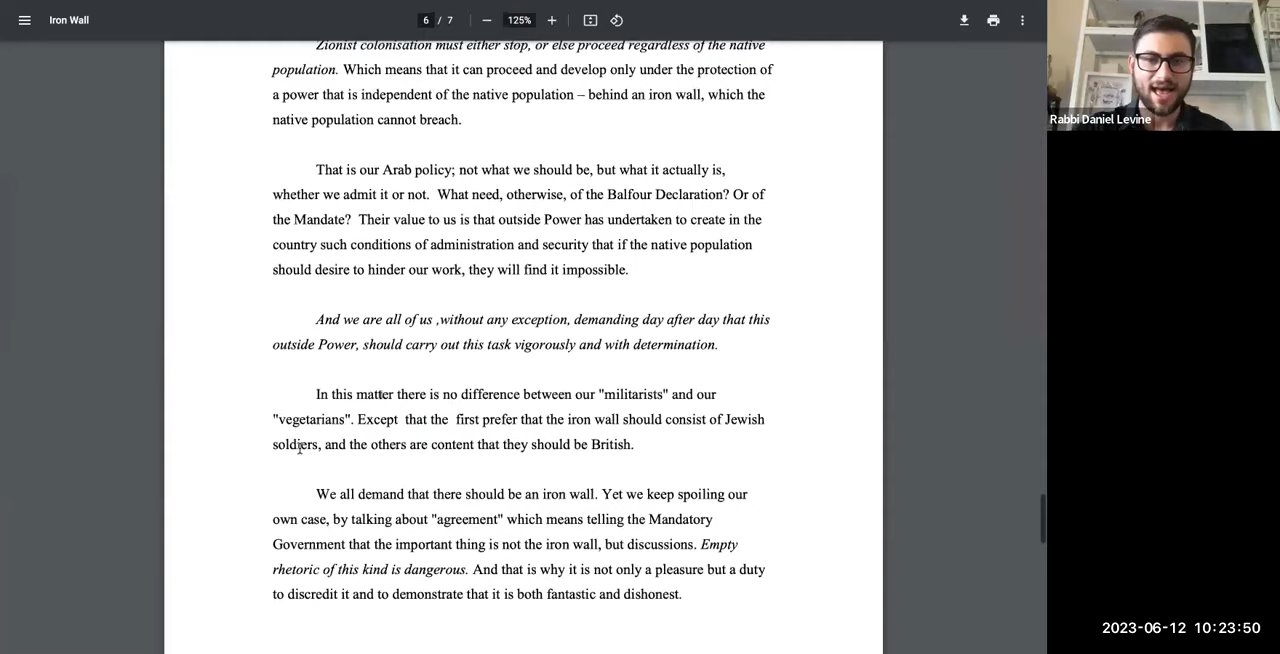 Iron Wall
6 / 7
125%
Zionist colonisation must either stop, or else proceed regardless of the native
population. Which means that it can proceed and develop only under the protection of
a power that is independent of the native population – behind an iron wall, which the
native population cannot breach.
That is our Arab policy; not what we should be, but what it actually is,
whether we admit it or not.  What need, otherwise, of the Balfour Declaration? Or of
the Mandate?  Their value to us is that outside Power has undertaken to create in the
country such conditions of administration and security that if the native population
should desire to hinder our work, they will find it impossible.
And we are all of us ,without any exception, demanding day after day that this
outside Power, should carry out this task vigorously and with determination.
In this matter there is no difference between our "militarists" and our
"vegetarians". Except  that the  first prefer that the iron wall should consist of Jewish
soldiers, and the others are content that they should be British.
We all demand that there should be an iron wall. Yet we keep spoiling our
own case, by talking about "agreement" which means telling the Mandatory
Government that the important thing is not the iron wall, but discussions. Empty
rhetoric of this kind is dangerous. And that is why it is not only a pleasure but a duty
to discredit it and to demonstrate that it is both fantastic and dishonest.
Rabbi Daniel Levine
2023-06-12 10:23:50